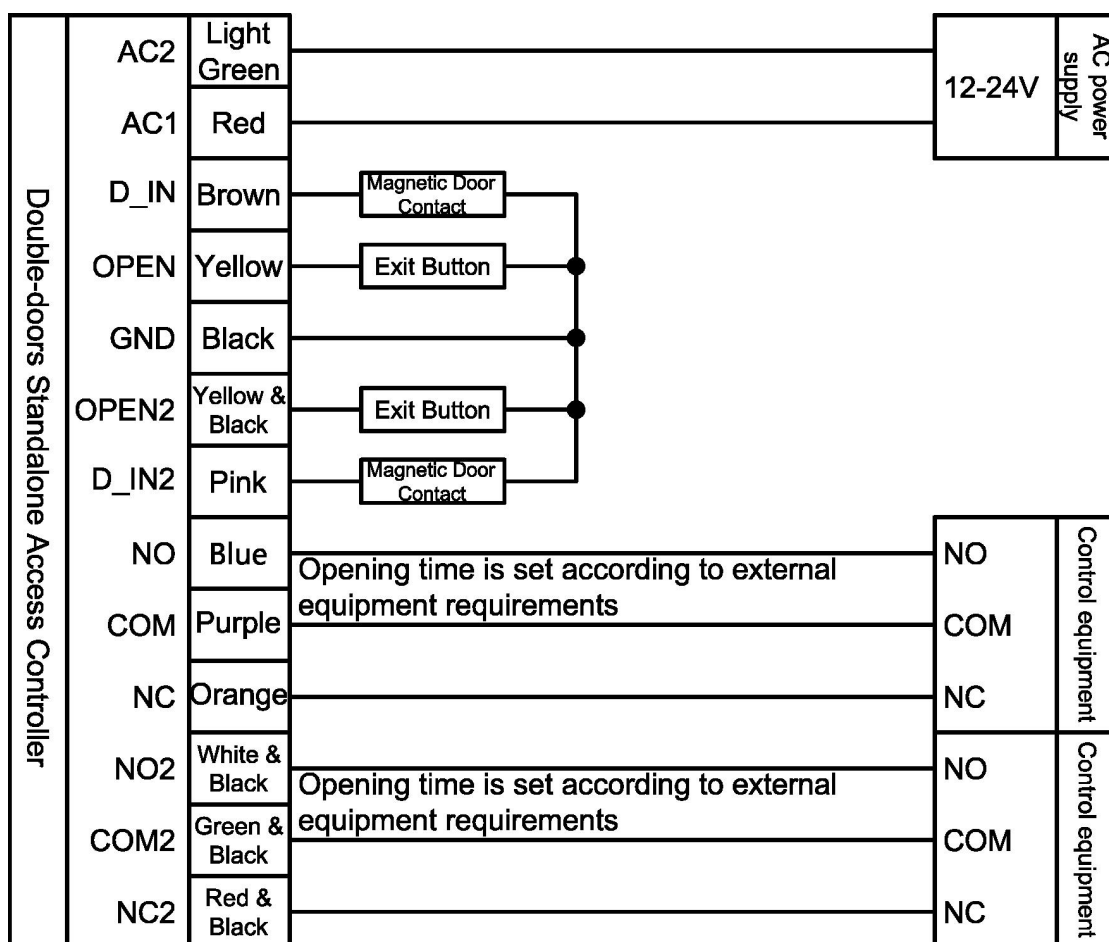 Double-doors Standalone Access Controller
AC2
Light
Green
12-24V
AC power
supply
AC1
Red
D_IN
Brown
Magnetic Door
Contact
OPEN
Yellow
Exit Button
GND
Black
OPEN2
Yellow &
Black
Exit Button
D_IN2
Pink
Magnetic Door
Contact
NO
Blue
Opening time is set according to external
equipment requirements
NO
Control equipment
COM
Purple
COM
NC
Orange
NC
NO2
White &
Black
Opening time is set according to external
equipment requirements
NO
Control equipment
COM2
Green &
Black
COM
NC2
Red &
Black
NC